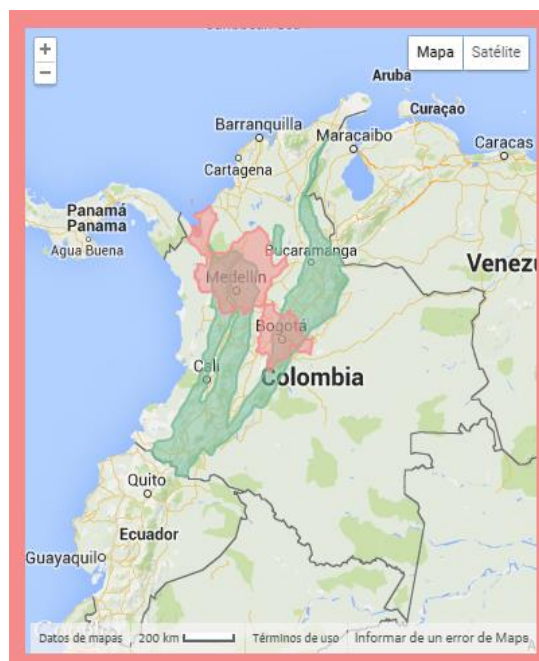 +
−
Mapa Satélite
Aruba
Curaçao
Barranquilla
Maracaibo
Caracas
Cartagena
Panamá
Panama
Agua Buena
Bucaramanga
Venez
Medellín
Bogotá
Cali
Colombia
Quito
Ecuador
Guayaquil
Datos de mapas 200 km Términos de uso Informar de un error de Maps